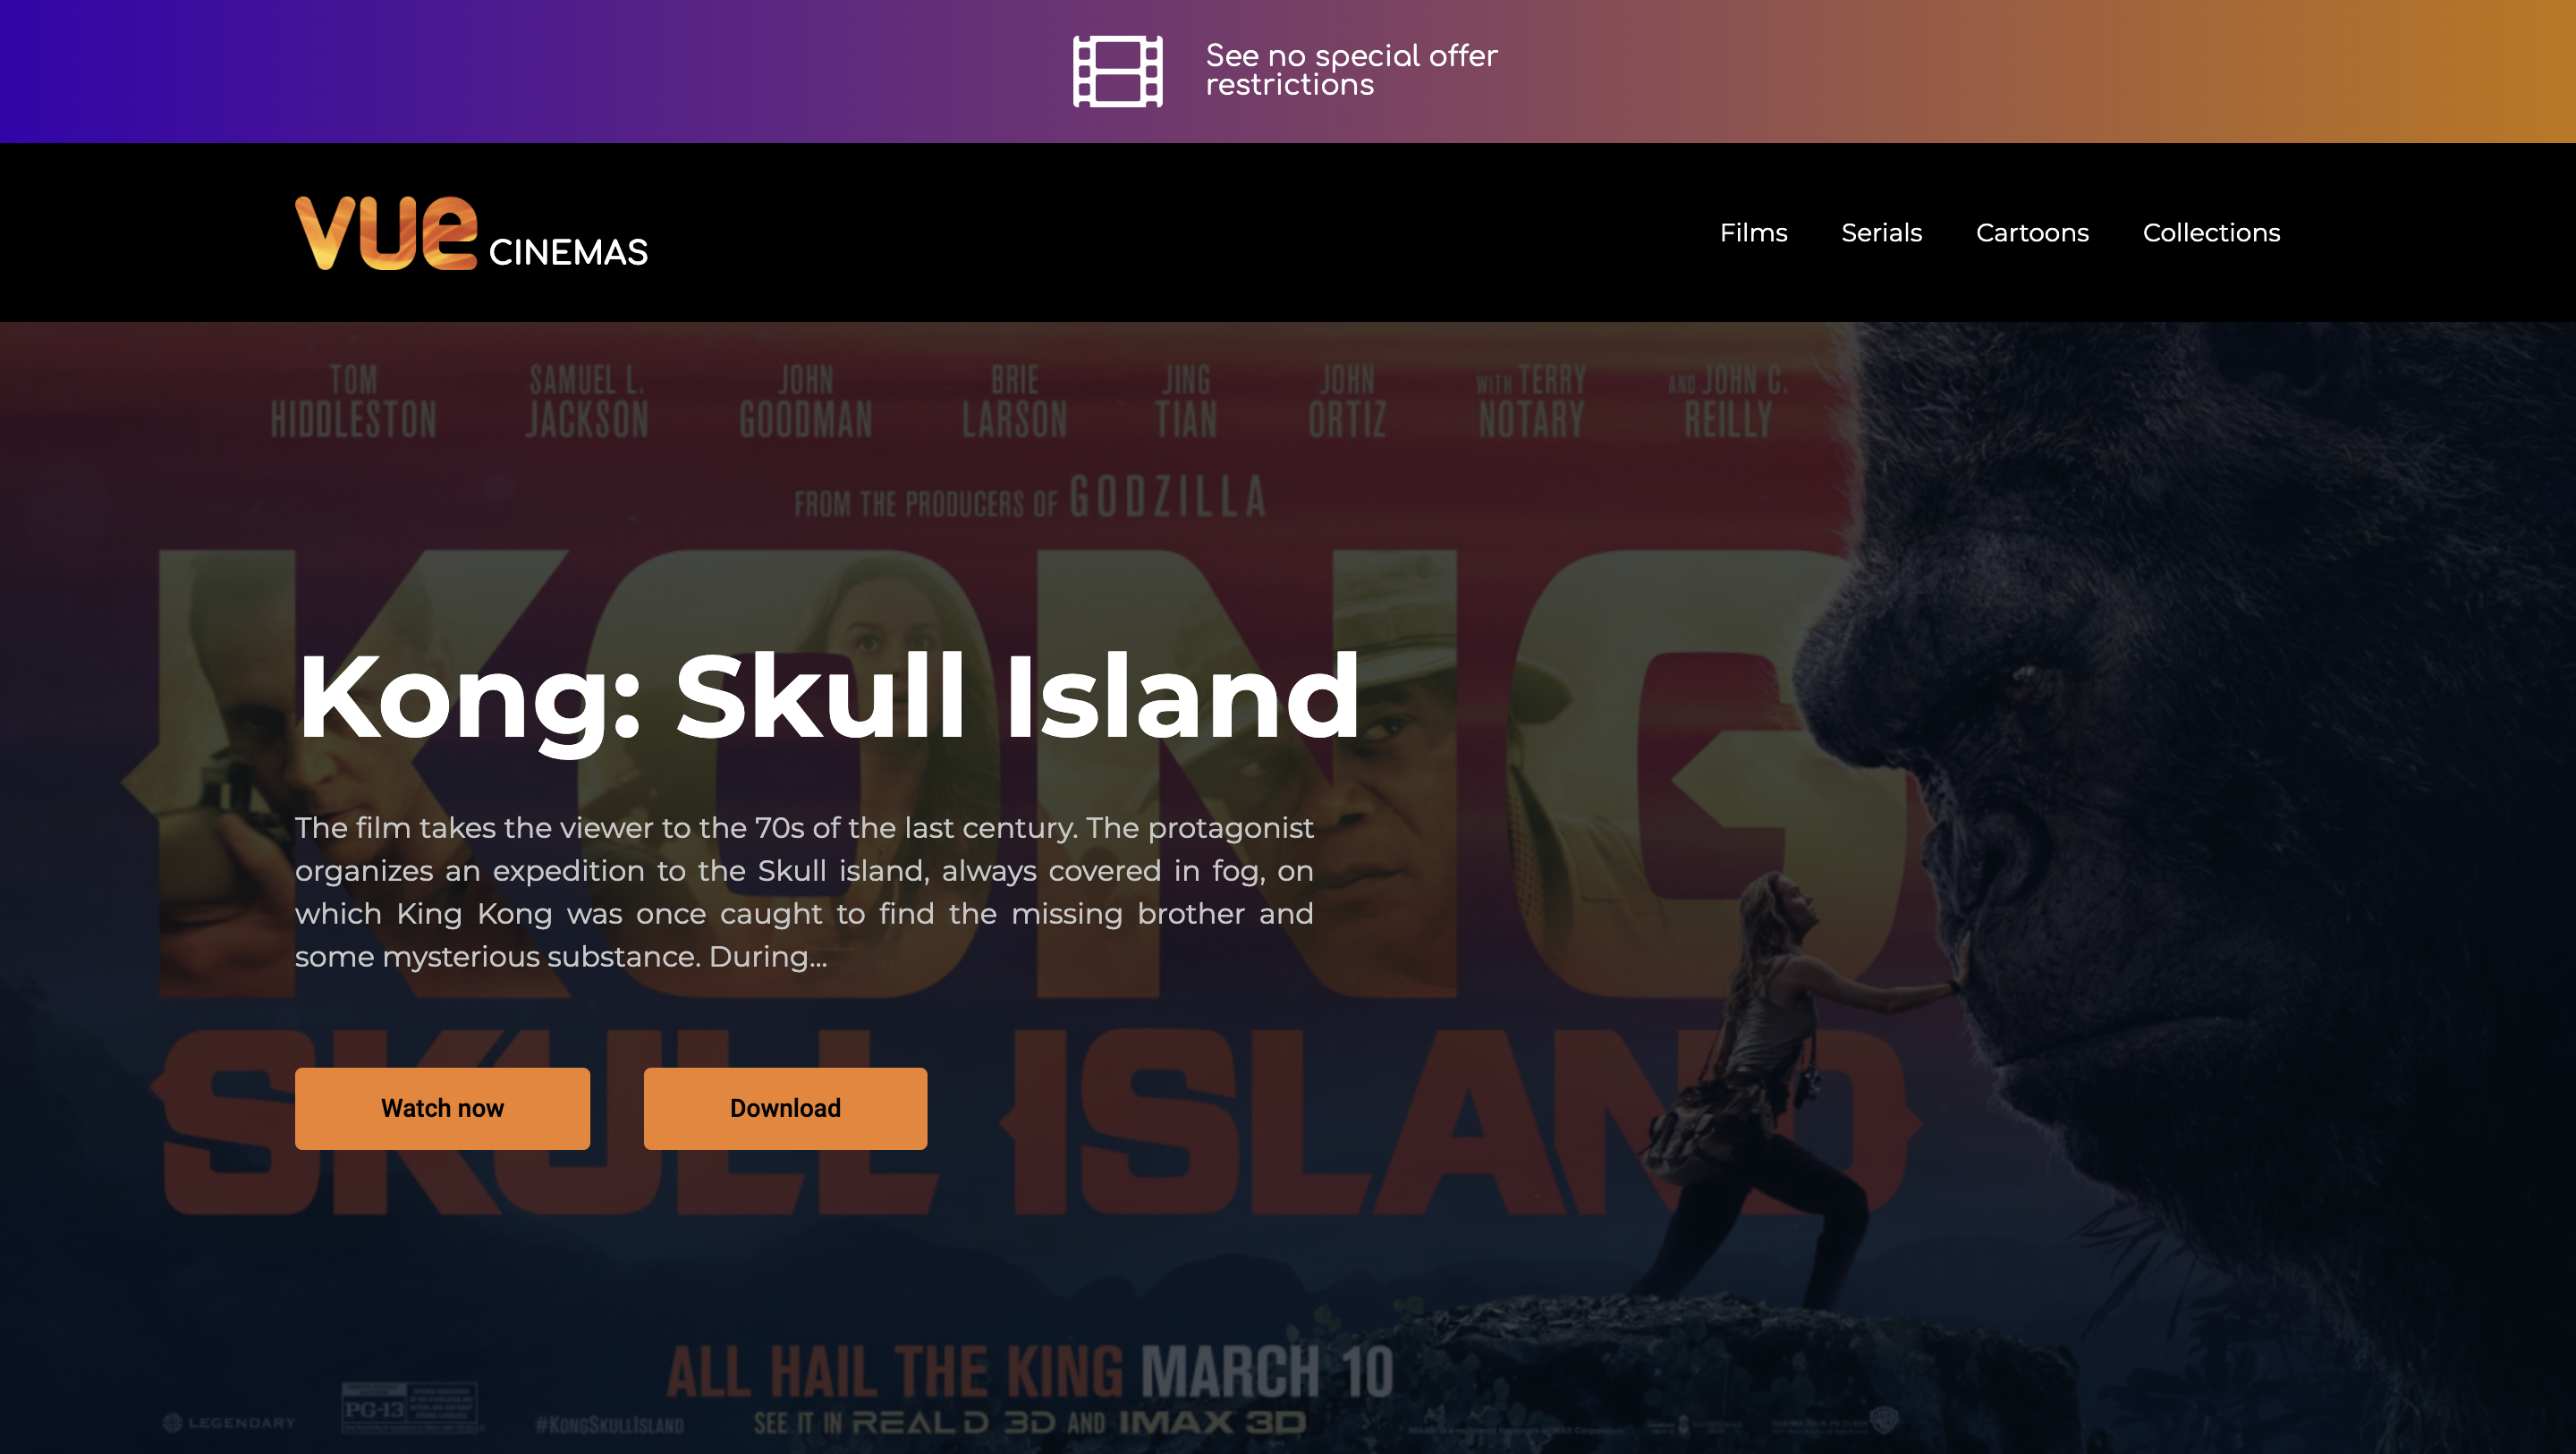 See no special offer
restrictions
vue CINEMAS
Films Serials Cartoons Collections
TOM HIDDLESTON
SAMUEL L. JACKSON
JOHN GOODMAN
BRIE LARSON
JING TIAN
JOHN ORTIZ
WITH TERRY NOTARY
AND JOHN C. REILLY
FROM THE PRODUCERS OF GODZILLA
KONG
Kong: Skull Island
The film takes the viewer to the 70s of the last century. The protagonist
organizes an expedition to the Skull island, always covered in fog, on
which King Kong was once caught to find the missing brother and
some mysterious substance. During...
SKULL ISLAND
Watch now Download
ALL HAIL THE KING MARCH 10
LEGENDARY PG-13 #KONGSKULLISLAND SEE IT IN REAL D 3D AND IMAX 3D